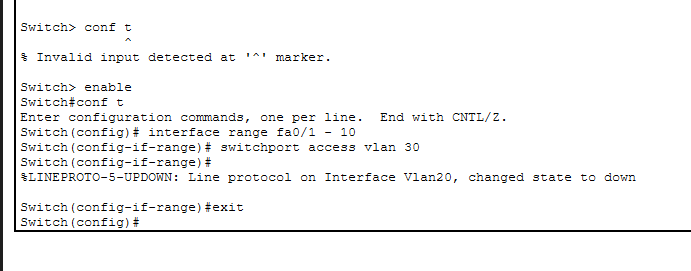 Switch> conf t
^
% Invalid input detected at '^' marker.
Switch> enable
Switch#conf t
Enter configuration commands, one per line.  End with CNTL/Z.
Switch(config)# interface range fa0/1 - 10
Switch(config-if-range)# switchport access vlan 30
Switch(config-if-range)#
%LINEPROTO-5-UPDOWN: Line protocol on Interface Vlan20, changed state to down
Switch(config-if-range)#exit
Switch(config)#